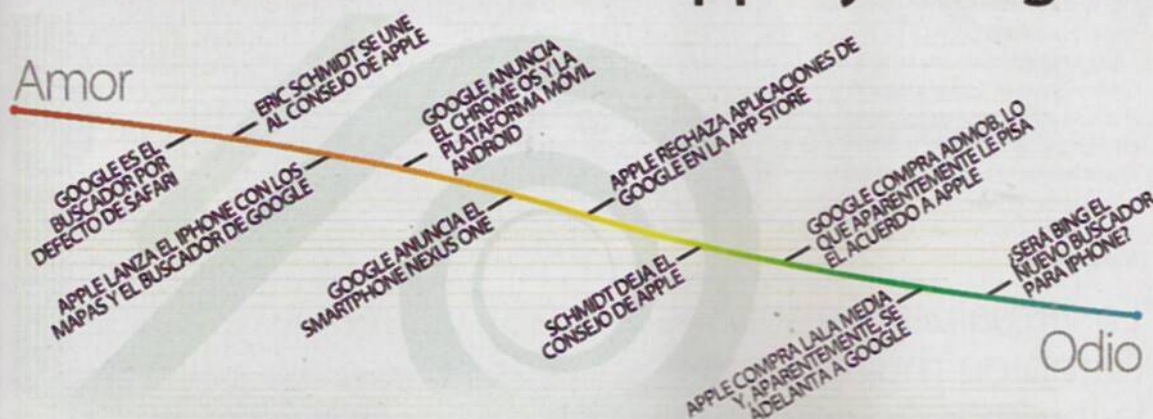 Amor
GOOGLE ES EL
BUSCADOR POR
DEFECTO DE SAFARI
ERIC SCHMIDT SE UNE
AL CONSEJO DE APPLE
APPLE LANZA EL IPHONE CON LOS
MAPAS Y EL BUSCADOR DE GOOGLE
GOOGLE ANUNCIA
EL CHROME OS Y LA
PLATAFORMA MÓVIL
ANDROID
GOOGLE ANUNCIA EL
SMARTPHONE NEXUS ONE
APPLE RECHAZA APLICACIONES DE
GOOGLE EN LA APP STORE
SCHMIDT DEJA EL
CONSEJO DE APPLE
GOOGLE COMPRA ADMOB, LO
QUE APARENTEMENTE LE PISA
EL ACUERDO A APPLE
APPLE COMPRA LALA MEDIA
Y, APARENTEMENTE, SE
ADELANTA A GOOGLE
¿SERÁ BING EL
NUEVO BUSCADOR
PARA IPHONE?
Odio